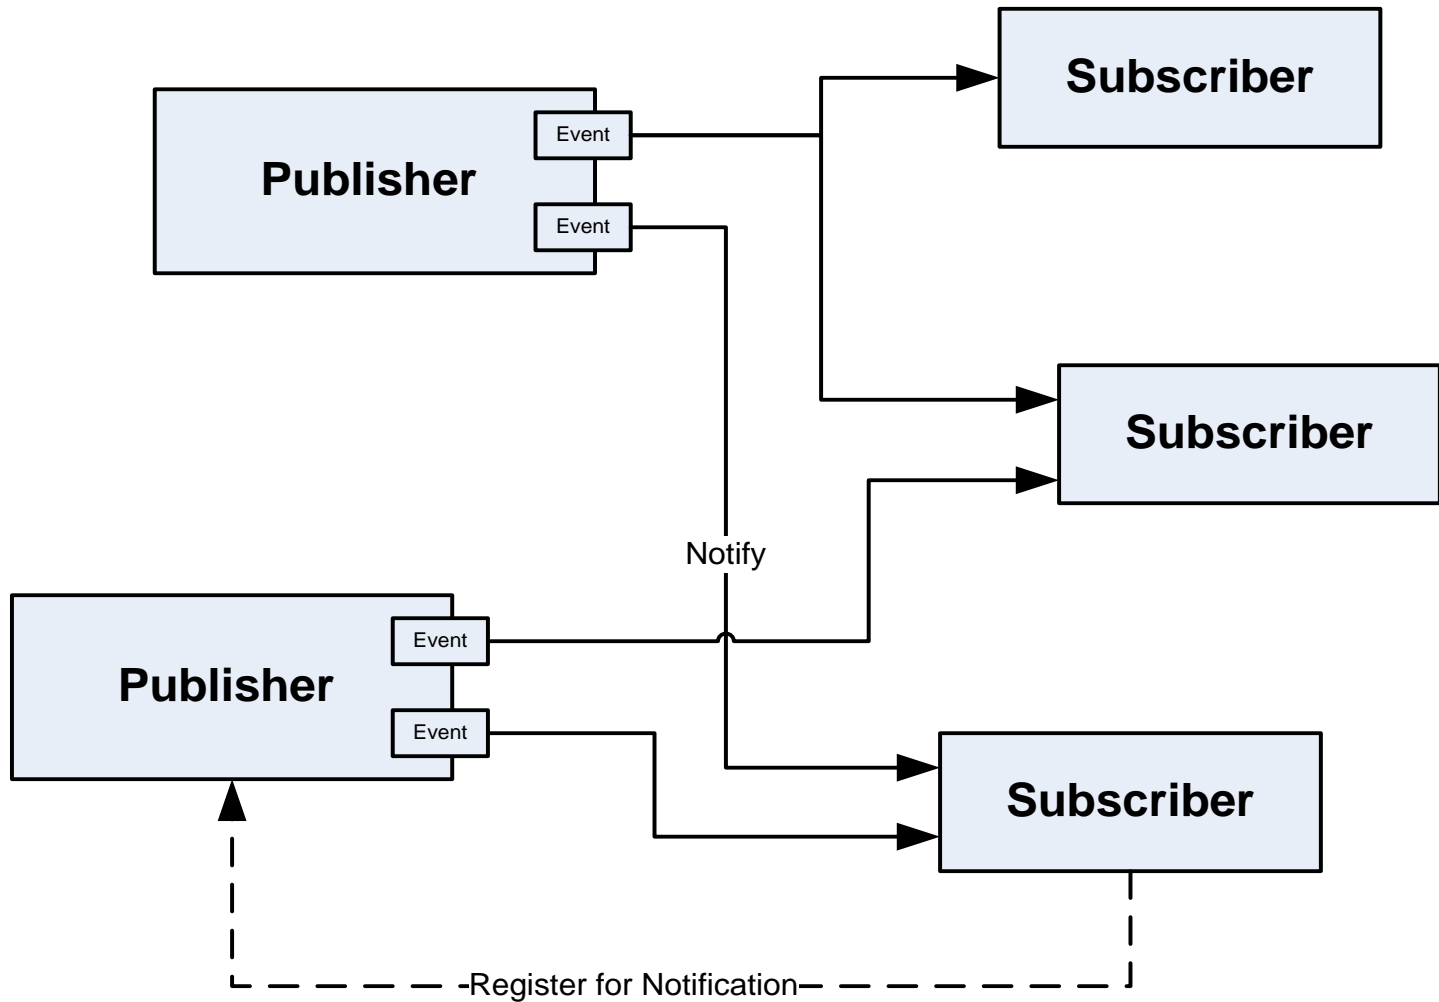 Subscriber
Event
Publisher
Event
Subscriber
Notify
Event
Publisher
Event
Subscriber
Register for Notification